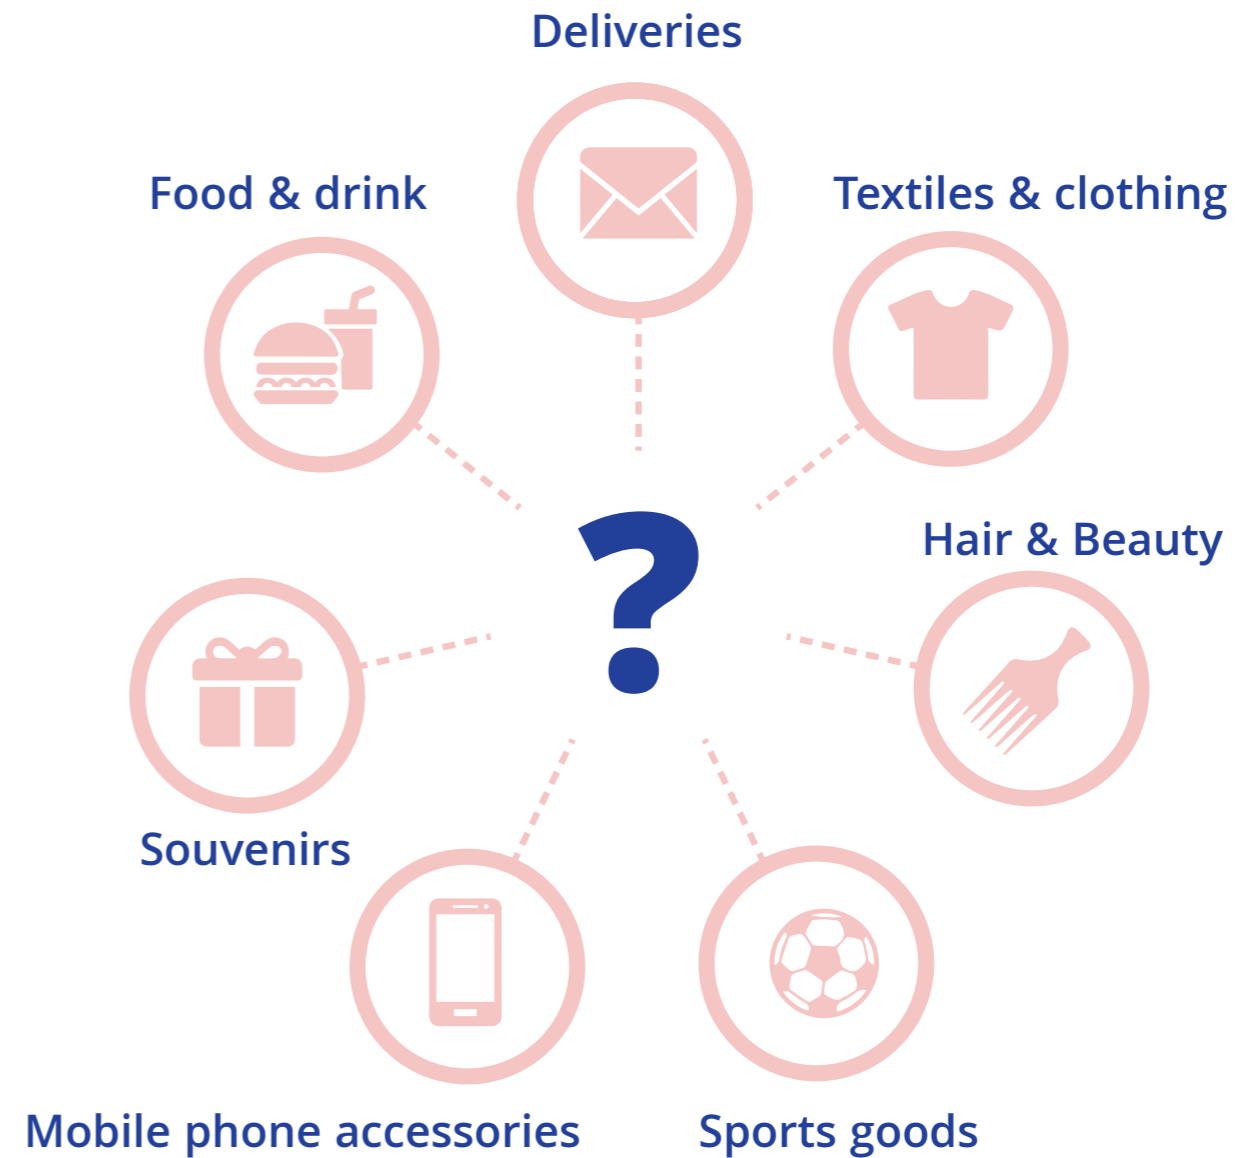 Deliveries
Food & drink
Textiles & clothing
Hair & Beauty
?
Souvenirs
Mobile phone accessories
Sports goods